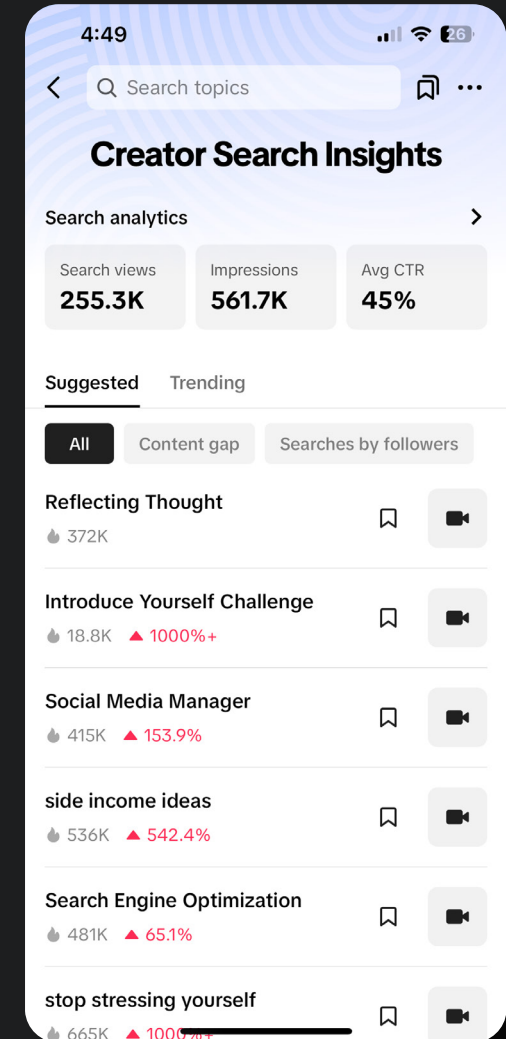 4:49
26
Search topics
Creator Search Insights
Search analytics
Search views
255.3K
Impressions
561.7K
Avg CTR
45%
Suggested
Trending
All
Content gap
Searches by followers
Reflecting Thought
372K
Introduce Yourself Challenge
18.8K 1000%+
Social Media Manager
415K 153.9%
side income ideas
536K 542.4%
Search Engine Optimization
481K 65.1%
stop stressing yourself
665K 1000%+